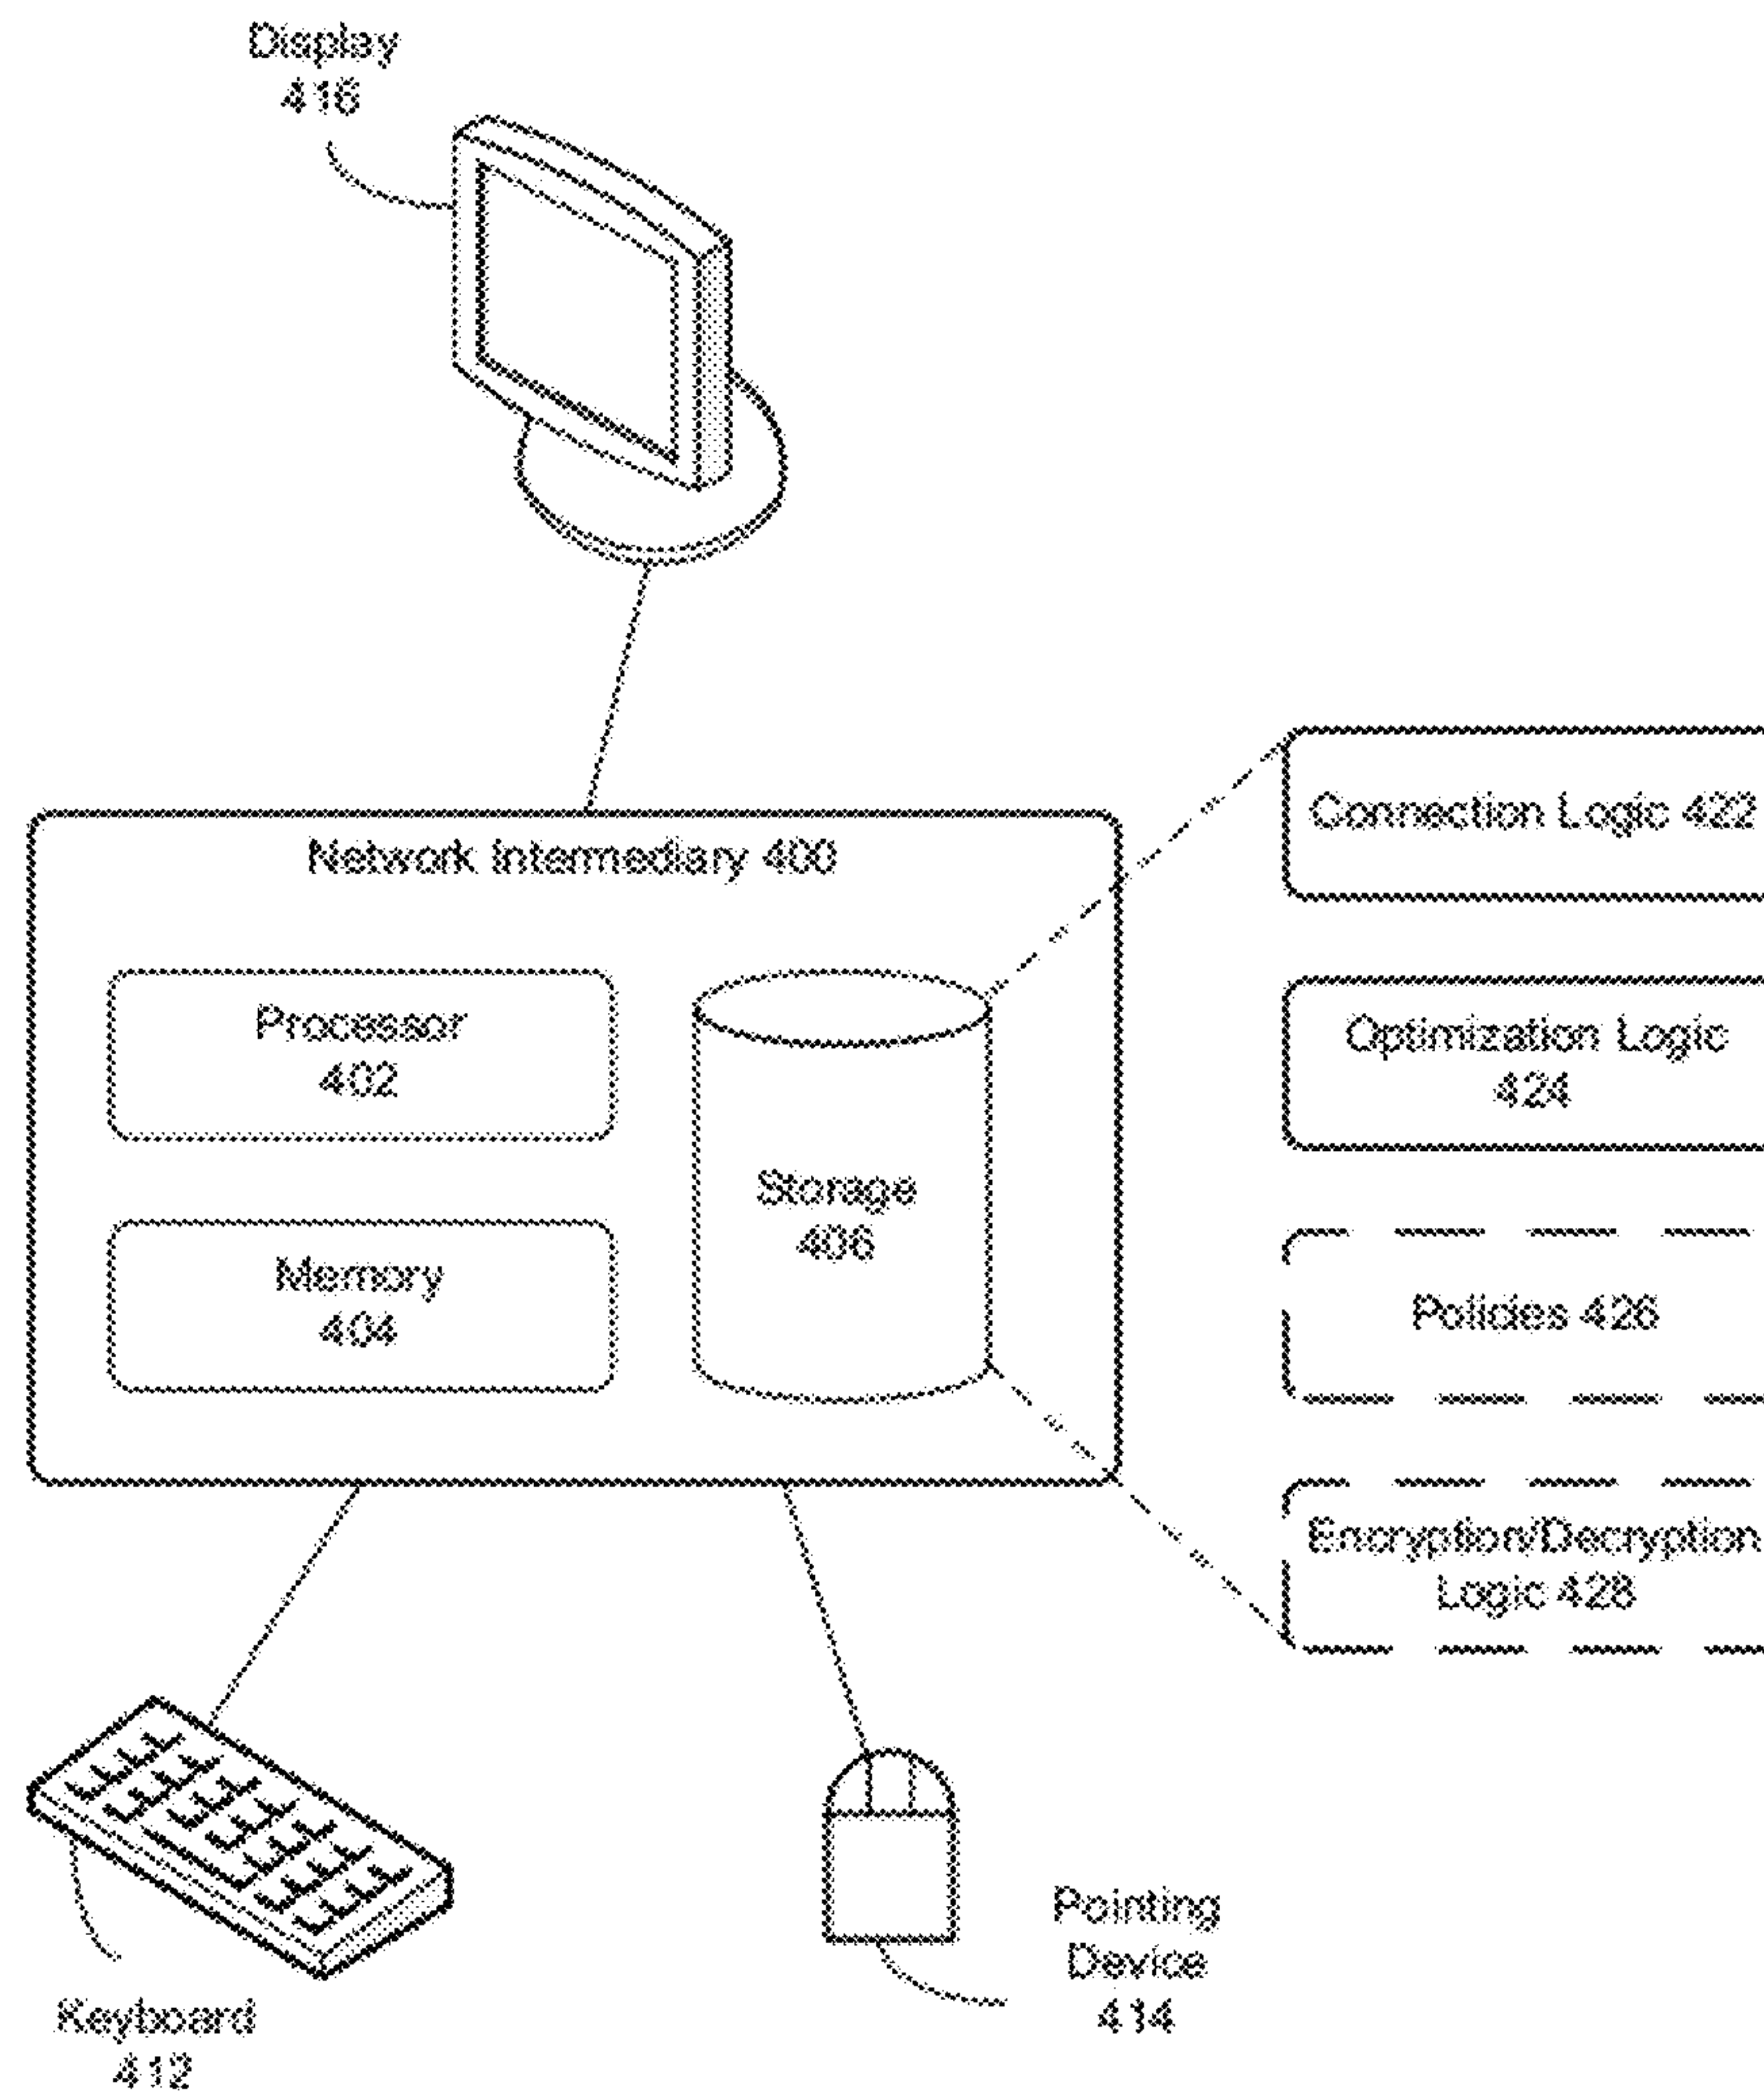 Display
416
Network Intermediary 400
Processor
402
Memory
404
Storage
406
Connection Logic 422
Optimization Logic
424
Policies 426
Encryption/Decryption
Logic 428
Keyboard
412
Pointing
Device
414